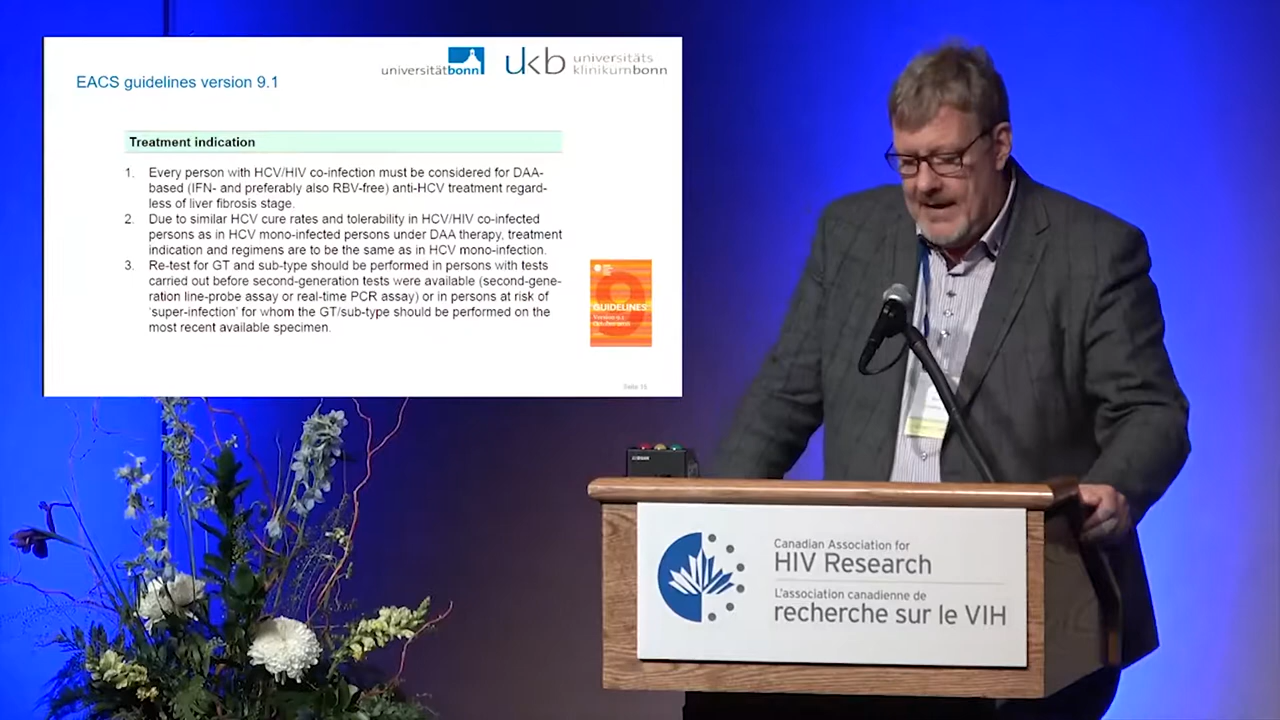 EACS guidelines version 9.1
universitätbonn
ukb universitäts
klinikumbonn
Treatment indication
1. Every person with HCV/HIV co-infection must be considered for DAA-
based (IFN- and preferably also RBV-free) anti-HCV treatment regard-
less of liver fibrosis stage.
2. Due to similar HCV cure rates and tolerability in HCV/HIV co-infected
persons as in HCV mono-infected persons under DAA therapy, treatment
indication and regimens are to be the same as in HCV mono-infection.
3. Re-test for GT and sub-type should be performed in persons with tests
carried out before second-generation tests were available (second-gene-
ration line-probe assay or real-time PCR assay) or in persons at risk of
'super-infection' for whom the GT/sub-type should be performed on the
most recent available specimen.
9
GUIDELINES
Seite 15
Canadian Association for
HIV Research
L'association canadienne de
recherche sur le VIH